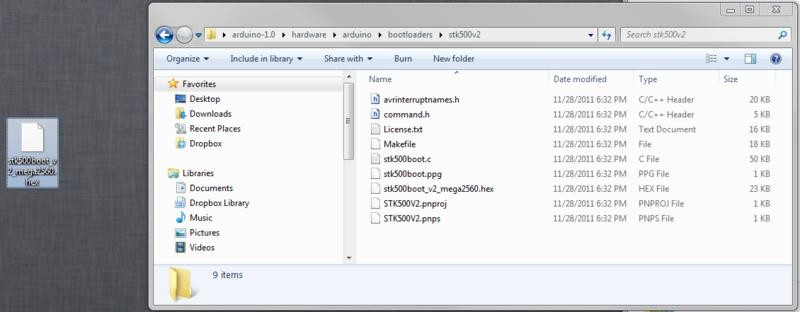 arduino-1.0 hardware arduino bootloaders stk500v2
Search stk500v2
Organize Include in library Share with Burn New folder
Favorites
Desktop
Downloads
Recent Places
Dropbox
Libraries
Documents
Dropbox Library
Music
Pictures
Videos
Name Date modified Type Size
avrinterruptnames.h 11/28/2011 6:32 PM C/C++ Header 20 KB
command.h 11/28/2011 6:32 PM C/C++ Header 5 KB
License.txt 11/28/2011 6:32 PM Text Document 16 KB
Makefile 11/28/2011 6:32 PM File 18 KB
stk500boot.c 11/28/2011 6:32 PM C File 50 KB
stk500boot.ppg 11/28/2011 6:32 PM PPG File 1 KB
stk500boot_v2_mega2560.hex 11/28/2011 6:32 PM HEX File 23 KB
STK500V2.pnproj 11/28/2011 6:32 PM PNPROJ File 1 KB
STK500V2.pnps 11/28/2011 6:32 PM PNPS File 1 KB
9 items
stk500boot_v
2_mega2560.
hex